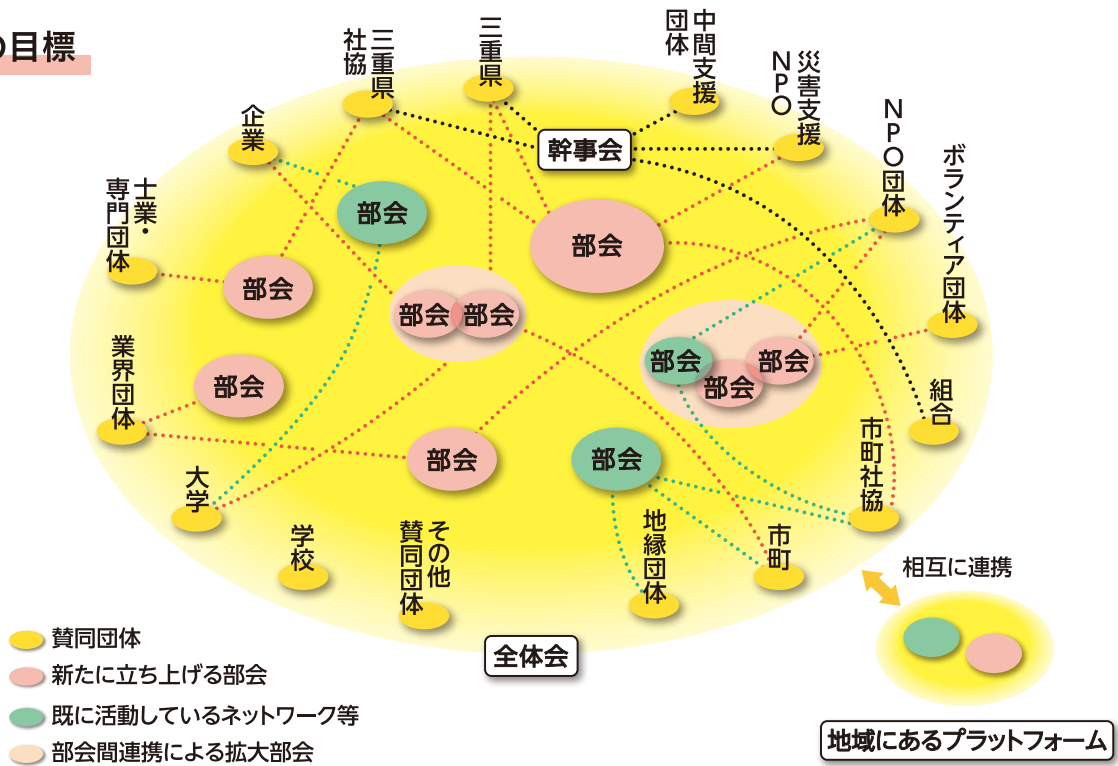 の目標
三重県
社協
三重県
中間支援
団体
災害支援
NPO
企業
幹事会
NPO団体
ボランティア団体
士業・
専門団体
部会
部会
部会
部会
部会
業界団体
部会
部会
部会
部会
組合
部会
部会
市町社協
大学
学校
その他
賛同団体
地縁団体
市町
相互に連携
全体会
賛同団体
新たに立ち上げる部会
既に活動しているネットワーク等
部会間連携による拡大部会
地域にあるプラットフォーム